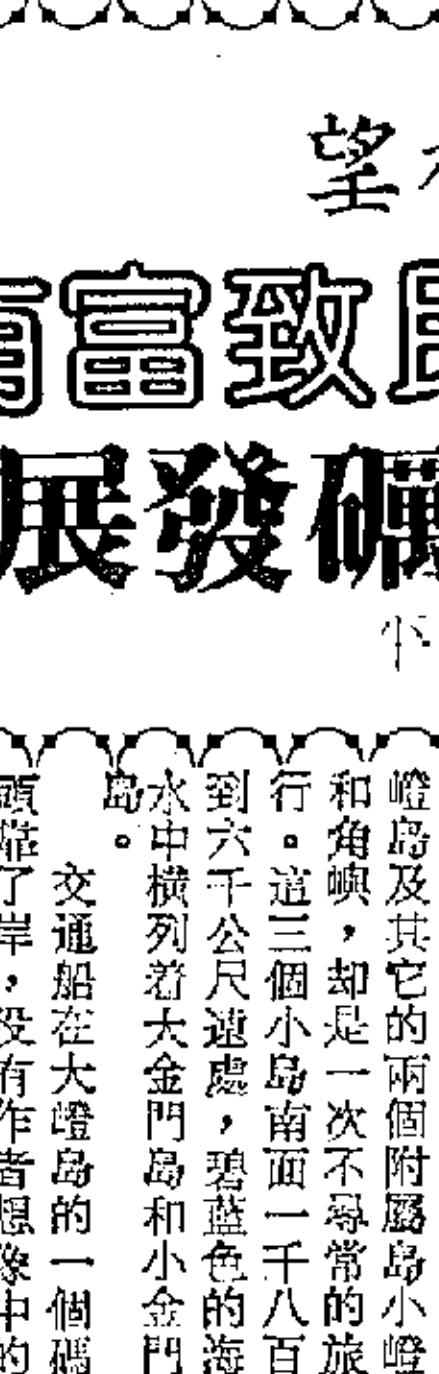 望
致富
發展
嶝島及其它的兩個附屬島小嶝
和角嶼，却是一次不尋常的旅
行。這三個小島南面一千八百
到六千公尺遠處，碧藍色的海
水中橫列着大金門島和小金門
島。
交通船在大嶝島的一個碼
頭靠了岸，没有作者想像中的